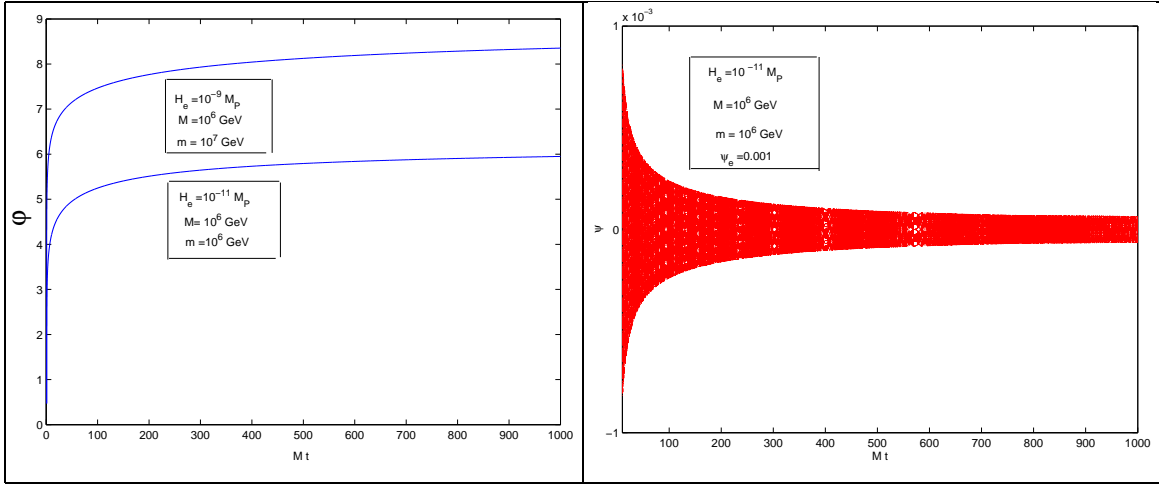 9
8
7
6
5
4
3
2
1
0
φ
H_e =10^-9 M_P
M =10^6 GeV
m = 10^7 GeV
H_e =10^-11 M_P
M= 10^6 GeV
m =10^6 GeV
0 100 200 300 400 500 600 700 800 900 1000
M t
1 x 10^-3
0
−1
ψ
H_e =10^-11 M_P
M =10^6 GeV
m = 10^6 GeV
ψ_e =0.001
100 200 300 400 500 600 700 800 900 1000
M t